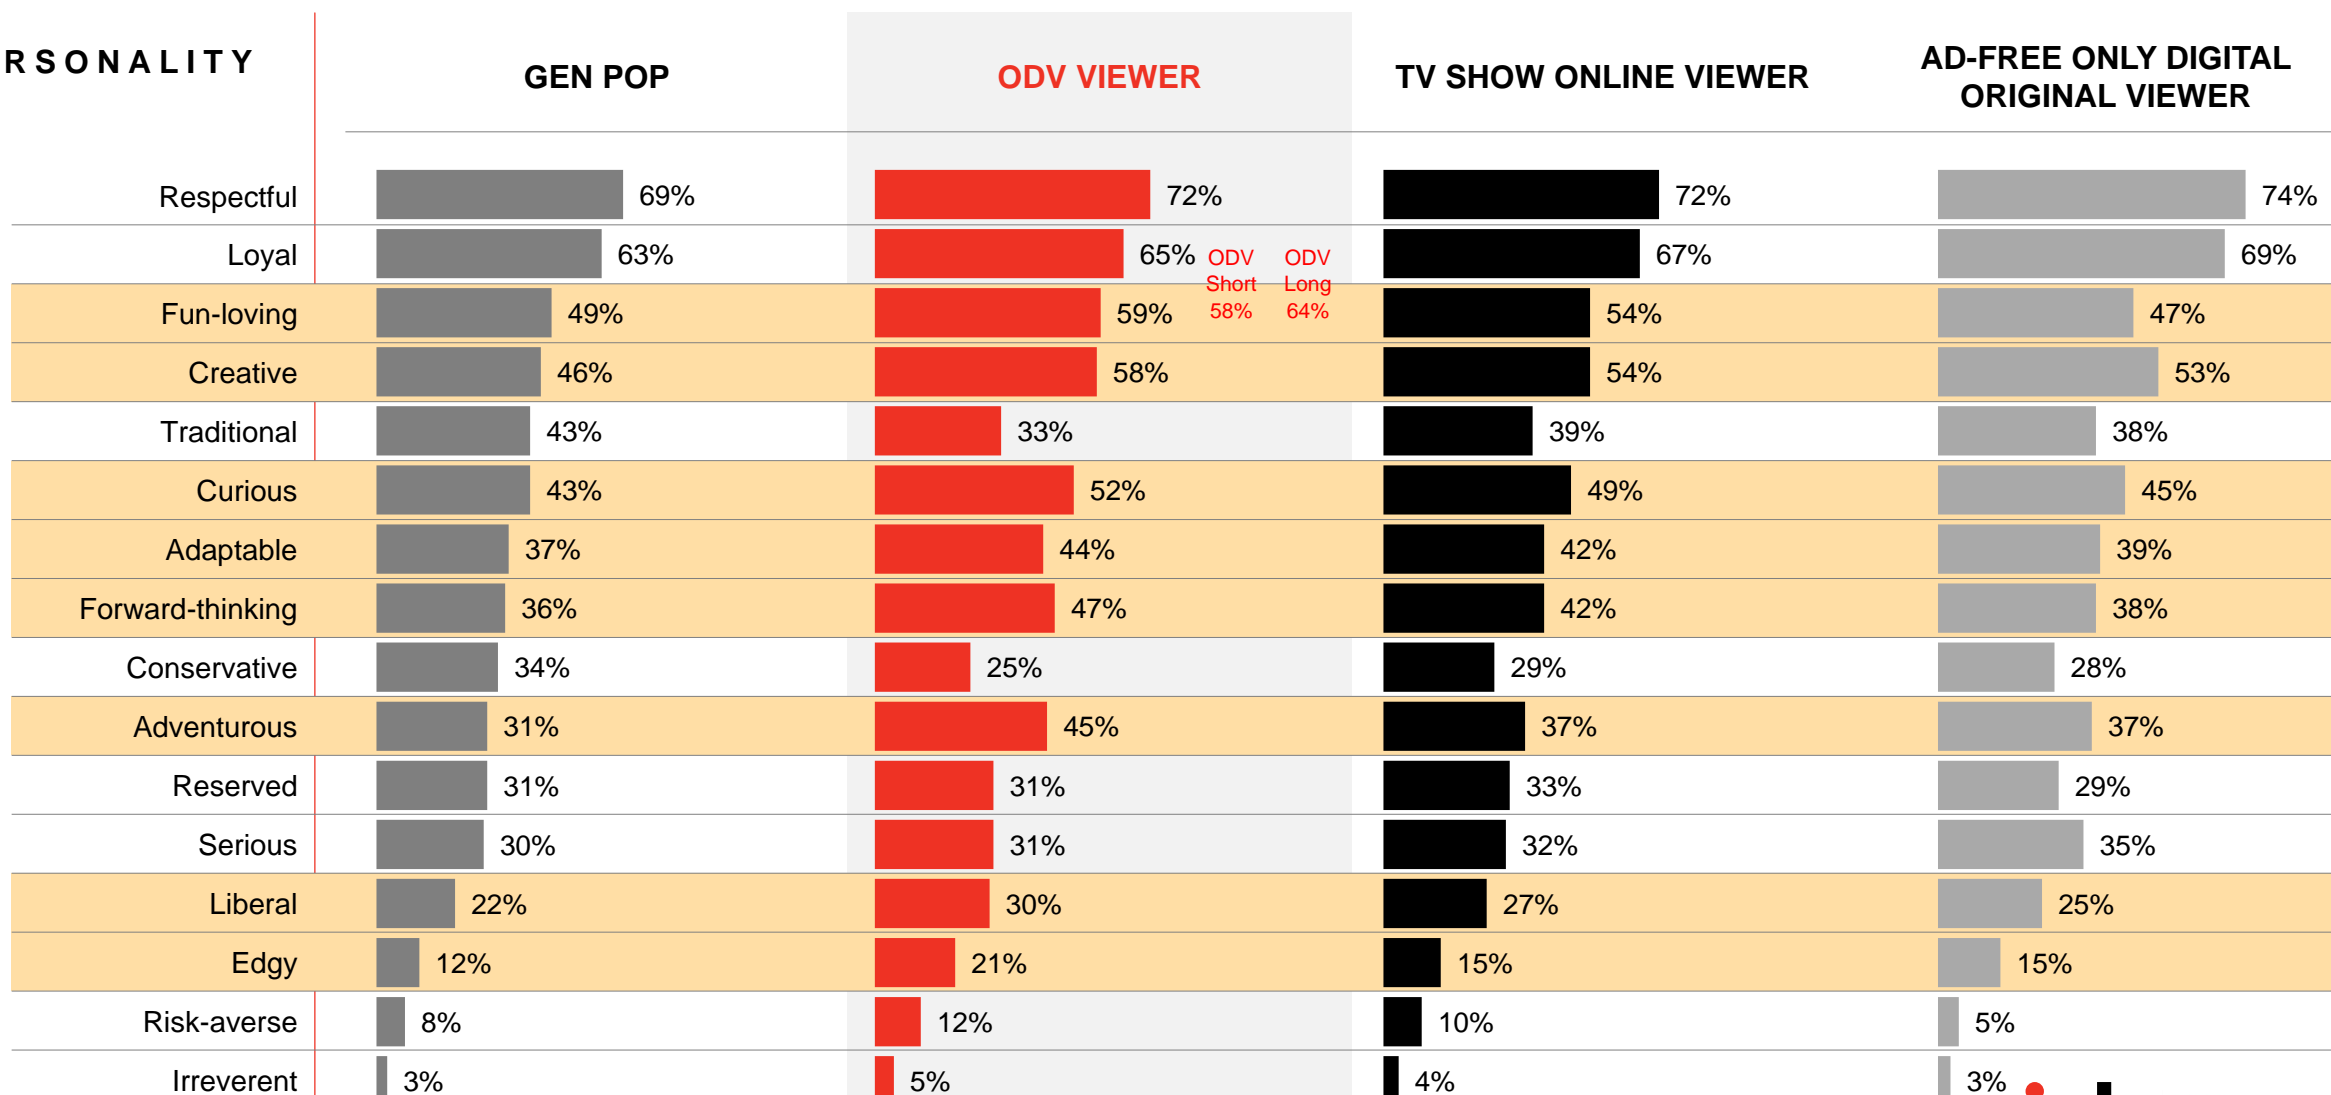 RSONALITY
GEN POP
ODV VIEWER
TV SHOW ONLINE VIEWER
AD-FREE ONLY DIGITAL
ORIGINAL VIEWER
Respectful 69% 72% 72% 74%
Loyal 63% 65% 67% 69%
ODV Short 58%
ODV Long 64%
Fun-loving 49% 59% 54% 47%
Creative 46% 58% 54% 53%
Traditional 43% 33% 39% 38%
Curious 43% 52% 49% 45%
Adaptable 37% 44% 42% 39%
Forward-thinking 36% 47% 42% 38%
Conservative 34% 25% 29% 28%
Adventurous 31% 45% 37% 37%
Reserved 31% 31% 33% 29%
Serious 30% 31% 32% 35%
Liberal 22% 30% 27% 25%
Edgy 12% 21% 15% 15%
Risk-averse 8% 12% 10% 5%
Irreverent 3% 5% 4% 3%